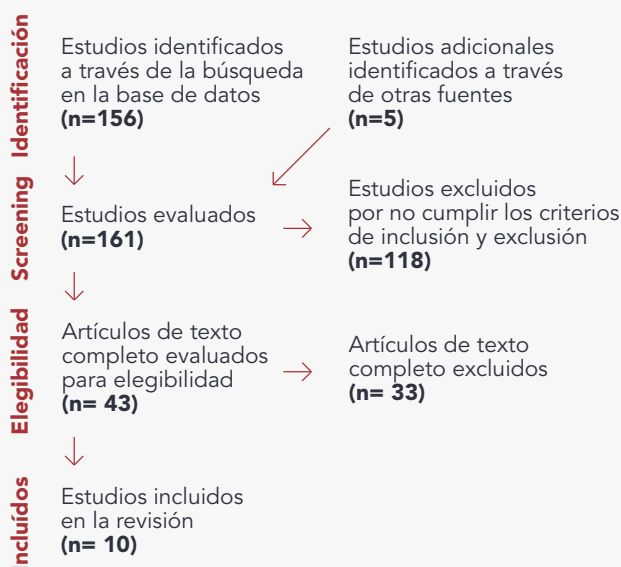 Identificación
Estudios identificados
a través de la búsqueda
en la base de datos
(n=156)
Estudios adicionales
identificados a través
de otras fuentes
(n=5)
Screening
Estudios evaluados
(n=161)
Estudios excluidos
por no cumplir los criterios
de inclusión y exclusión
(n=118)
Elegibilidad
Artículos de texto
completo evaluados
para elegibilidad
(n= 43)
Artículos de texto
completo excluidos
(n= 33)
Incluídos
Estudios incluidos
en la revisión
(n= 10)